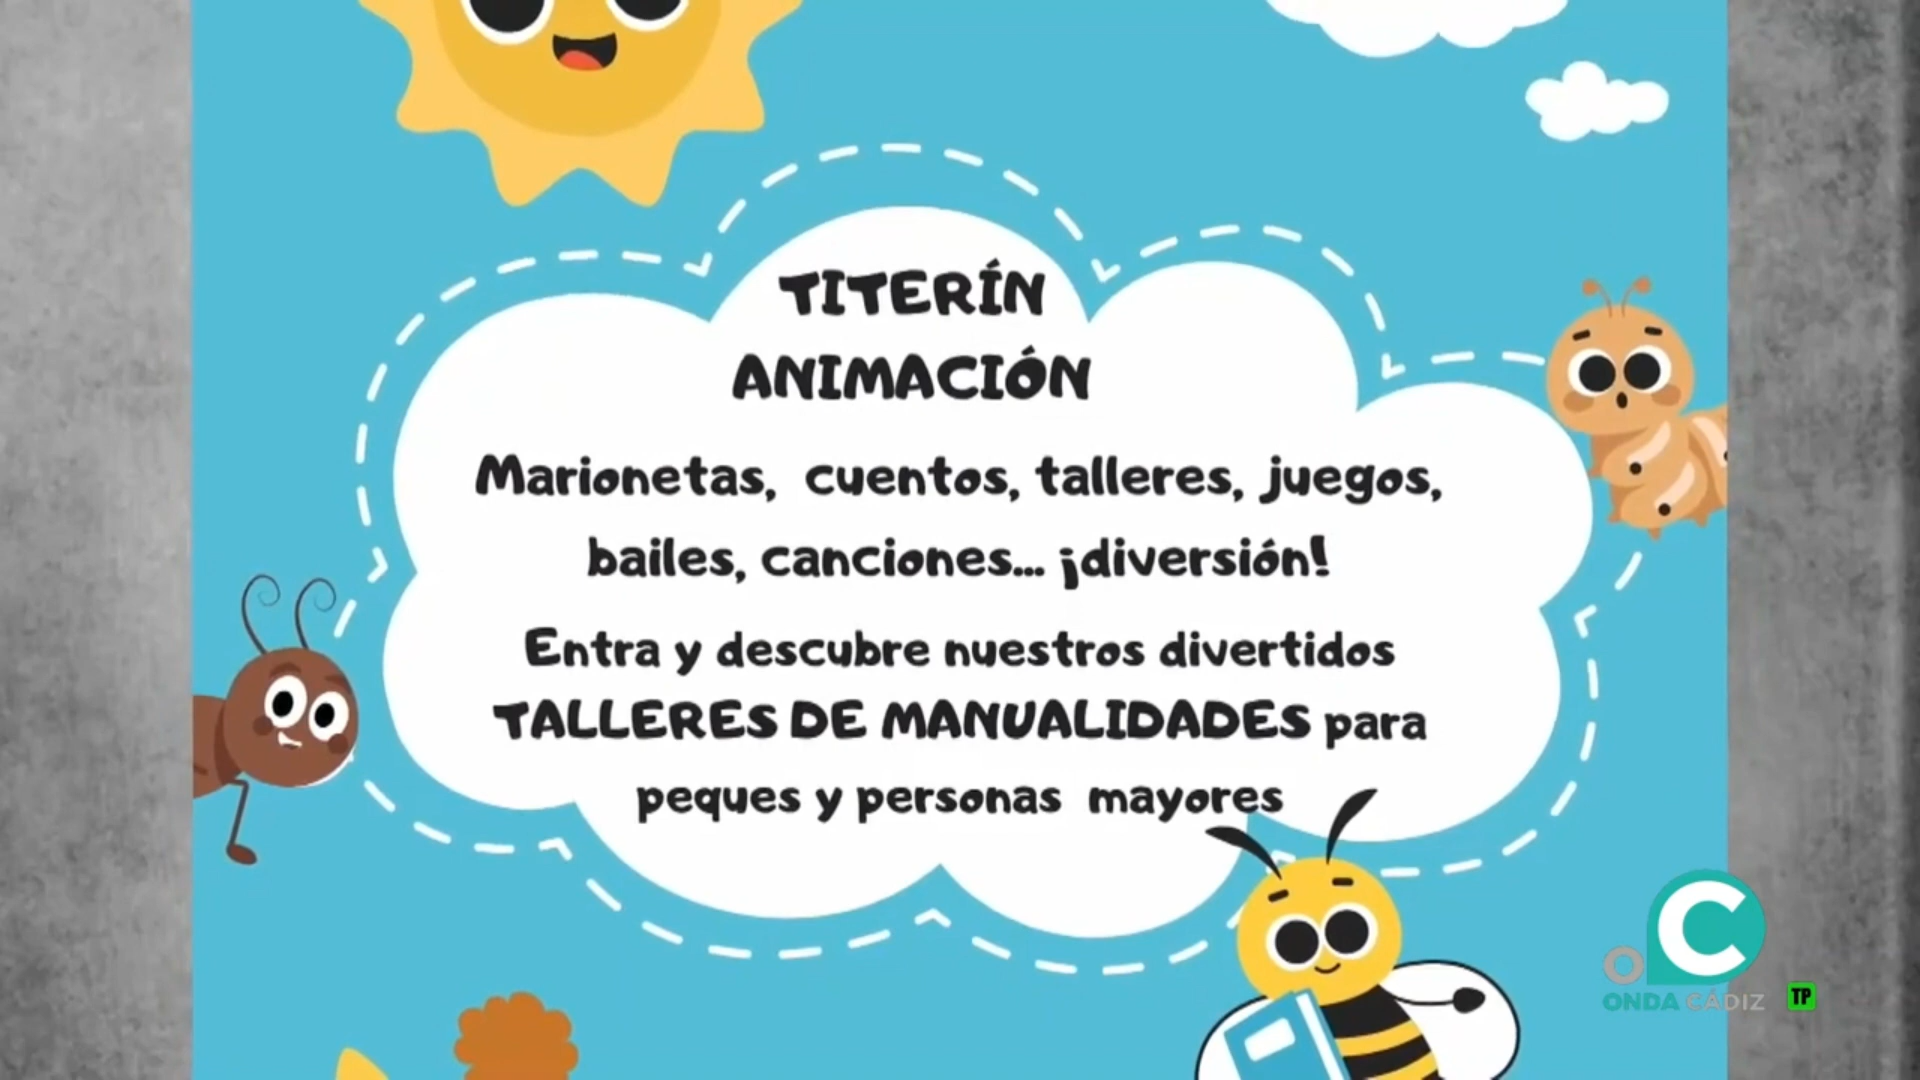 TITERÍN
ANIMACIÓN
Marionetas, cuentos, talleres, juegos,
bailes, canciones... ¡diversión!
Entra y descubre nuestros divertidos
TALLERES DE MANUALIDADES para
peques y personas mayores
OC
ONDA CÁDIZ
TP